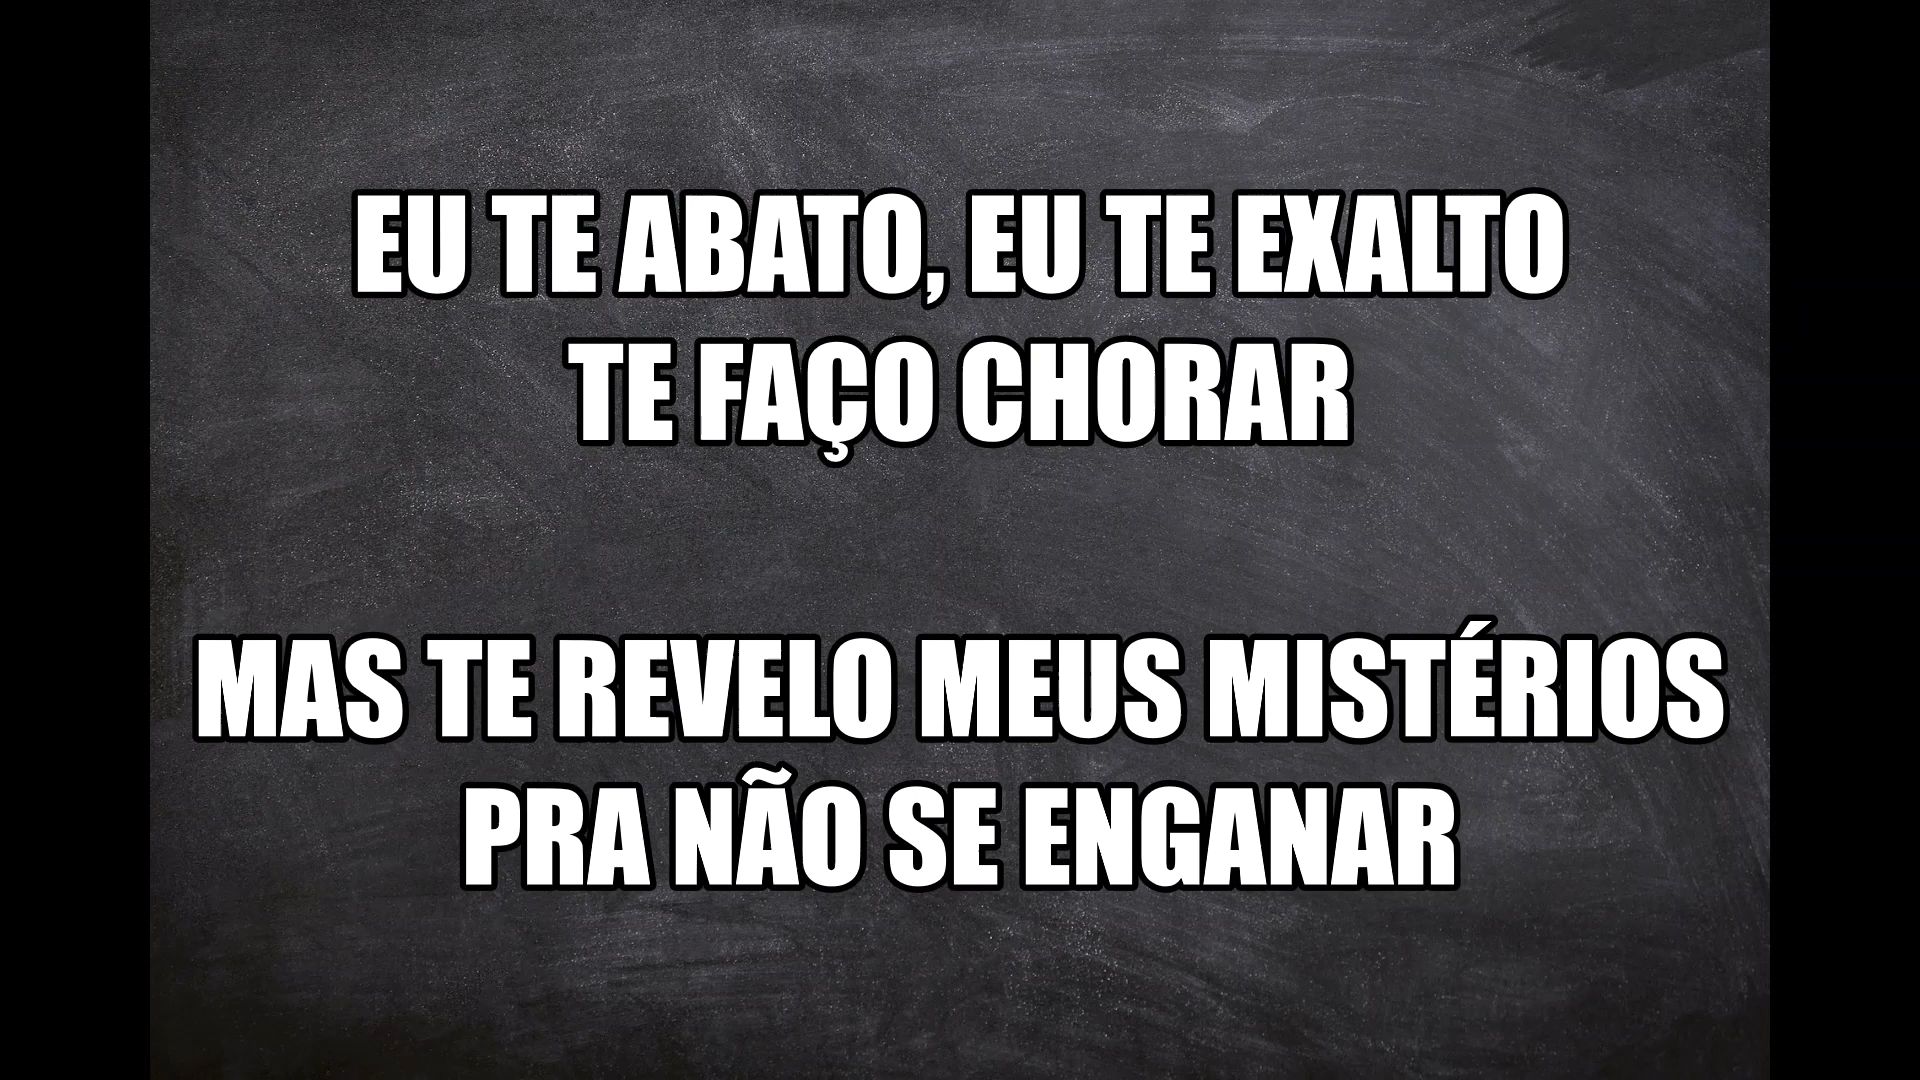 EU TE ABATO, EU TE EXALTO
TE FAÇO CHORAR
MAS TE REVELO MEUS MISTÉRIOS
PRA NÃO SE ENGANAR